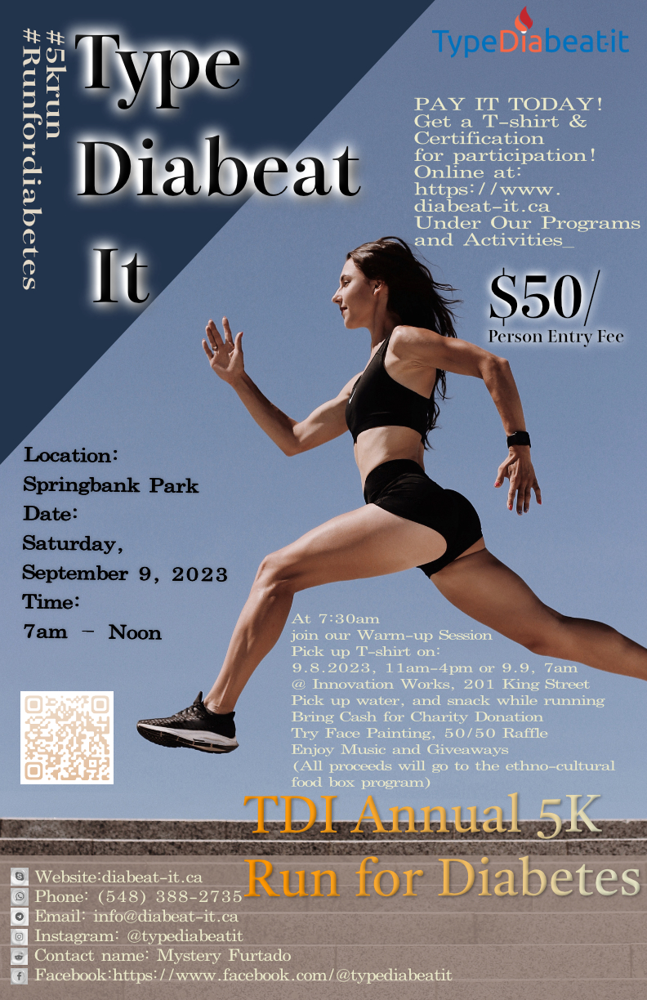 #5krun
#Runfordiabetes
Type
Diabeat
It
TypeDiabeat:it
PAY IT TODAY!
Get a T-shirt &
Certification
for participation!
Online at:
https://www.
diabeat-it.ca
Under Our Programs
and Activities_
$50/
Person Entry Fee
Location:
Springbank Park
Date:
Saturday,
September 9, 2023
Time:
7am - Noon
At 7:30am
join our Warm-up Session
Pick up T-shirt on:
9.8.2023, 11am-4pm or 9.9, 7am
@ Innovation Works, 201 King Street
Pick up water, and snack while running
Bring Cash for Charity Donation
Try Face Painting, 50/50 Raffle
Enjoy Music and Giveaways
(All proceeds will go to the ethno-cultural
food box program)
TDI Annual 5K
Run for Diabetes
Website:diabeat-it.ca
Phone: (548) 388-2735
Email: info@diabeat-it.ca
Instagram: @typediabeatit
Contact name: Mystery Furtado
Facebook:https://www.facebook.com/@typediabeatit